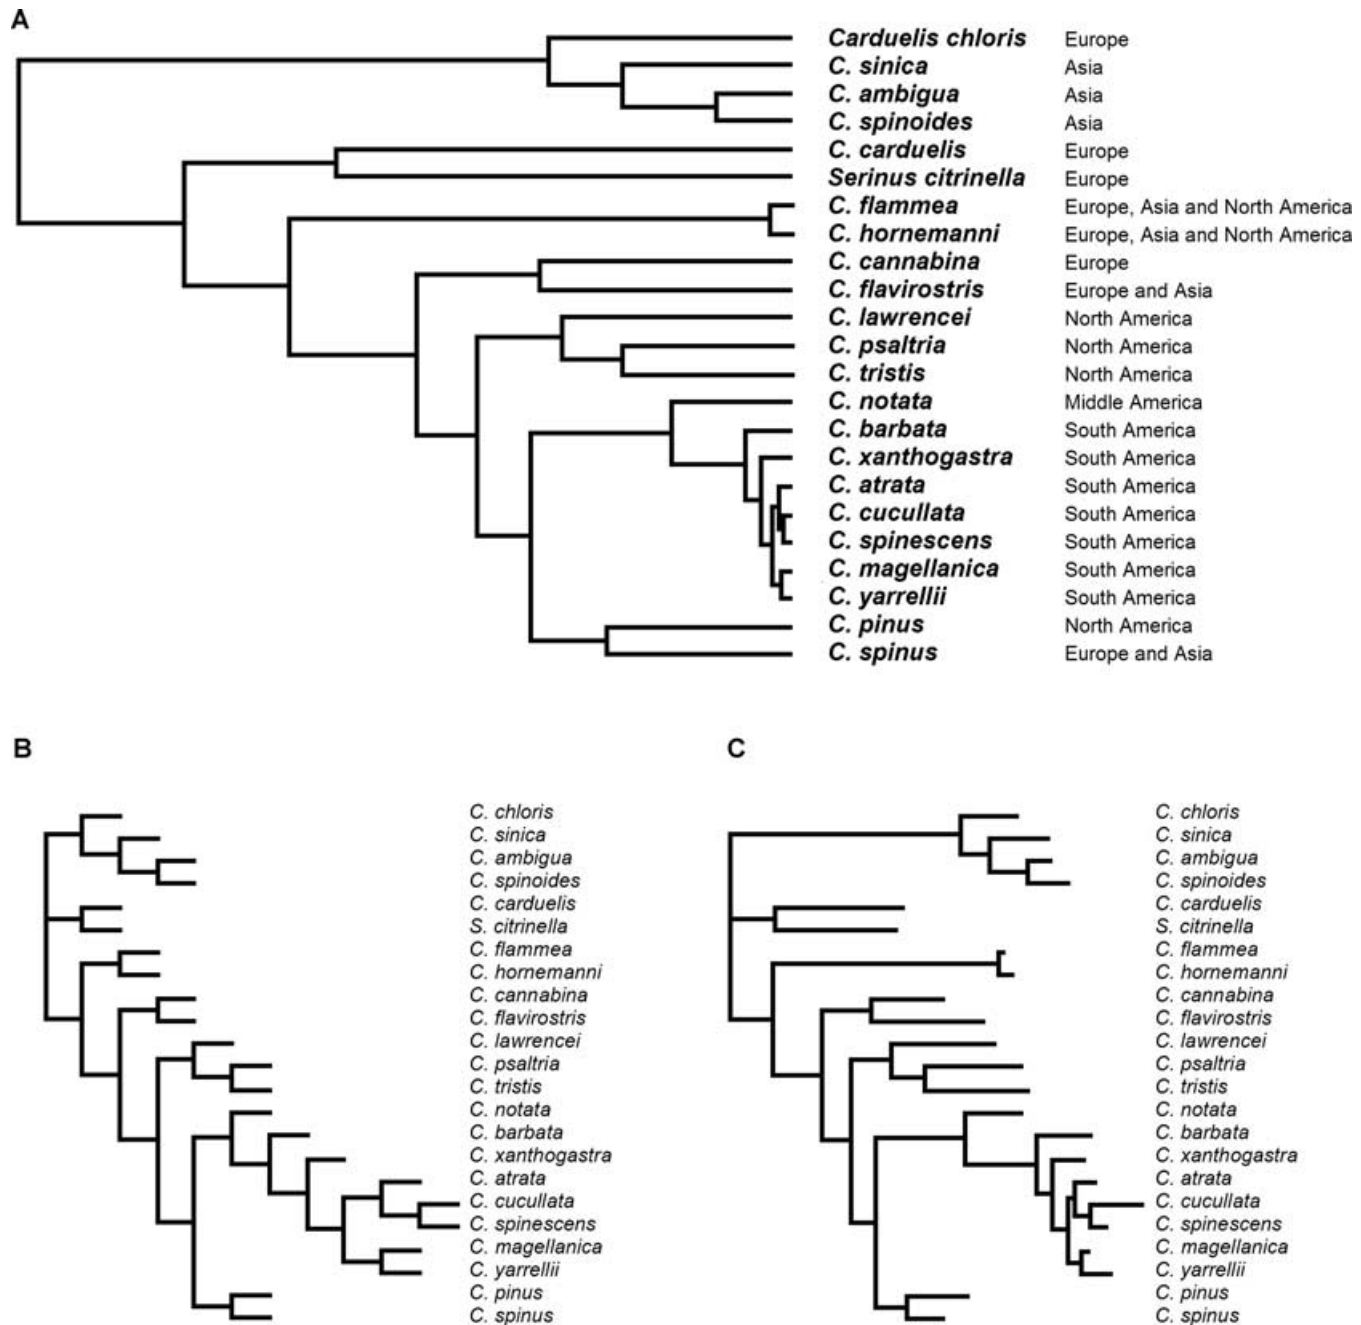 A
Carduelis chloris Europe
C. sinica Asia
C. ambigua Asia
C. spinoides Asia
C. carduelis Europe
Serinus citrinella Europe
C. flammea Europe, Asia and North America
C. hornemanni Europe, Asia and North America
C. cannabina Europe
C. flavirostris Europe and Asia
C. lawrencei North America
C. psaltria North America
C. tristis North America
C. notata Middle America
C. barbata South America
C. xanthogastra South America
C. atrata South America
C. cucullata South America
C. spinescens South America
C. magellanica South America
C. yarrellii South America
C. pinus North America
C. spinus Europe and Asia
B
C. chloris
C. sinica
C. ambigua
C. spinoides
C. carduelis
S. citrinella
C. flammea
C. hornemanni
C. cannabina
C. flavirostris
C. lawrencei
C. psaltria
C. tristis
C. notata
C. barbata
C. xanthogastra
C. atrata
C. cucullata
C. spinescens
C. magellanica
C. yarrellii
C. pinus
C. spinus
C
C. chloris
C. sinica
C. ambigua
C. spinoides
C. carduelis
S. citrinella
C. flammea
C. hornemanni
C. cannabina
C. flavirostris
C. lawrencei
C. psaltria
C. tristis
C. notata
C. barbata
C. xanthogastra
C. atrata
C. cucullata
C. spinescens
C. magellanica
C. yarrellii
C. pinus
C. spinus